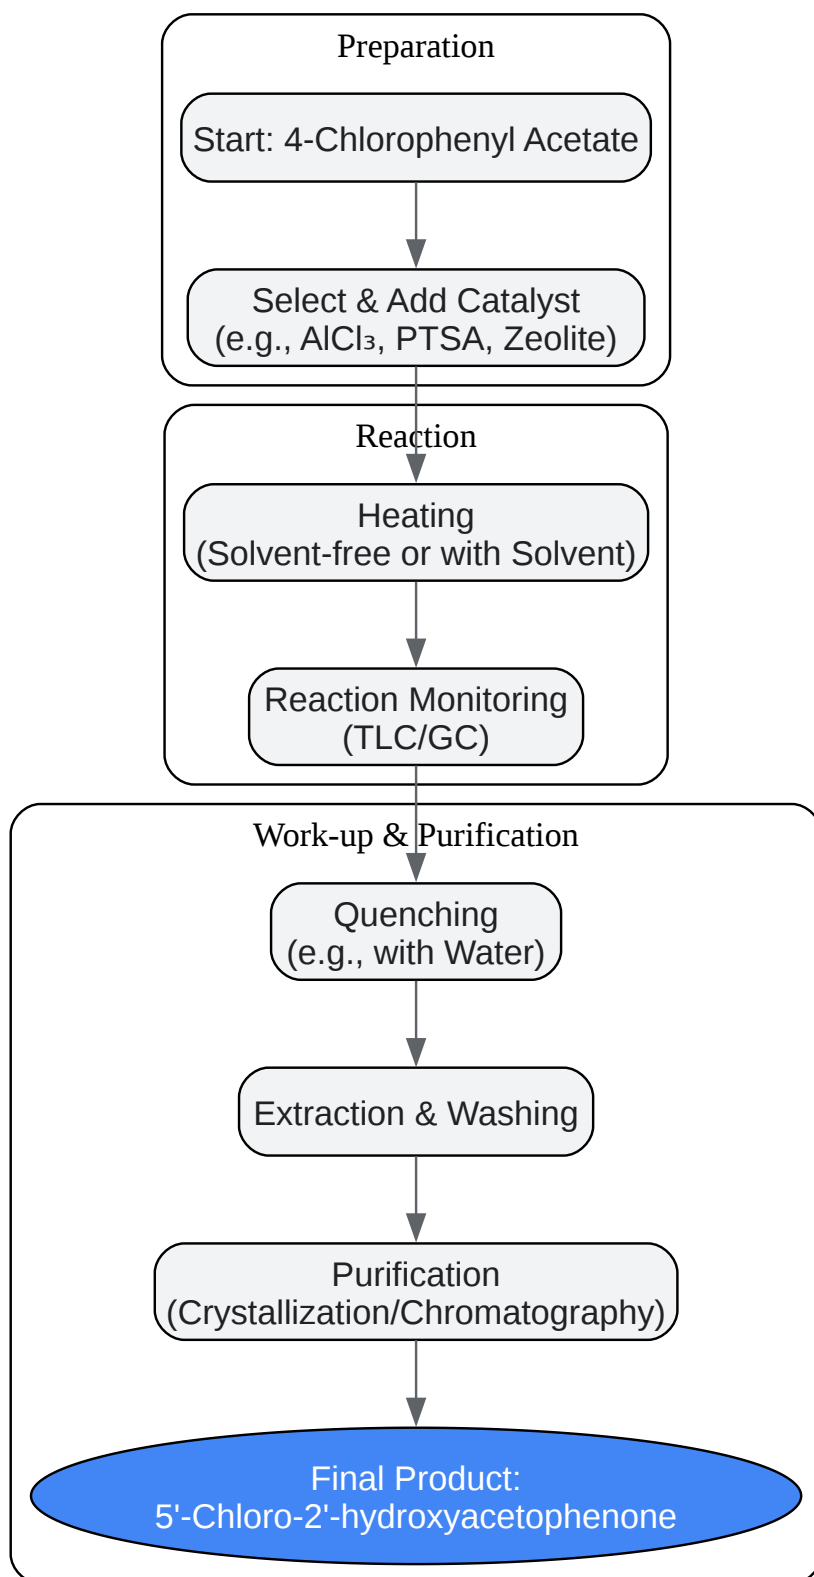 Preparation
Start: 4-Chlorophenyl Acetate
Select & Add Catalyst
(e.g., AlCl₃, PTSA, Zeolite)
Reaction
Heating
(Solvent-free or with Solvent)
Reaction Monitoring
(TLC/GC)
Work-up & Purification
Quenching
(e.g., with Water)
Extraction & Washing
Purification
(Crystallization/Chromatography)
Final Product:
5'-Chloro-2'-hydroxyacetophenone